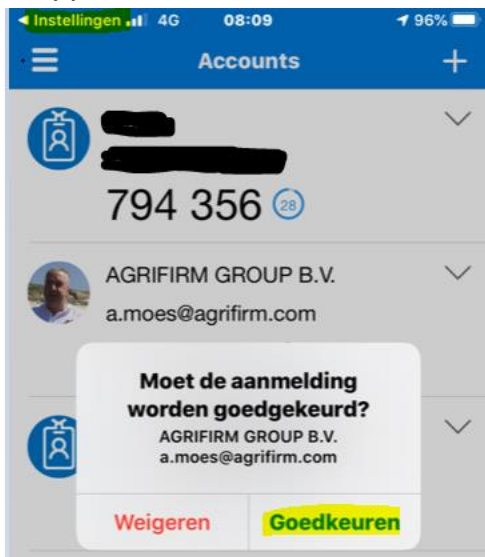 ◀ Instellingen 4G 08:09 96%
Accounts
794 356 28
AGRIFIRM GROUP B.V.
a.moes@agrifirm.com
Moet de aanmelding
worden goedgekeurd?
AGRIFIRM GROUP B.V.
a.moes@agrifirm.com
Weigeren Goedkeuren